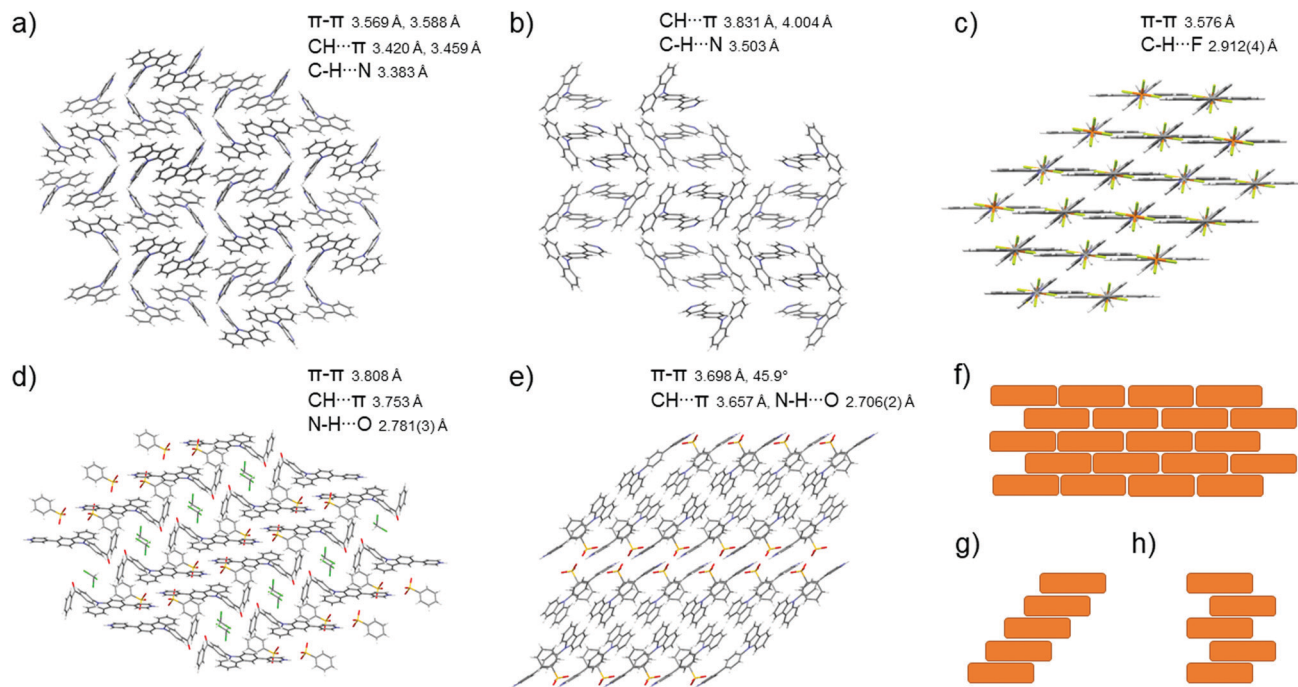 a)
π-π 3.569 Å, 3.588 Å
CH···π 3.420 Å, 3.459 Å
C-H···N 3.383 Å
b)
CH···π 3.831 Å, 4.004 Å
C-H···N 3.503 Å
c)
π-π 3.576 Å
C-H···F 2.912(4) Å
d)
π-π 3.808 Å
CH···π 3.753 Å
N-H···O 2.781(3) Å
e)
π-π 3.698 Å, 45.9°
CH···π 3.657 Å, N-H···O 2.706(2) Å
f)
g)
h)